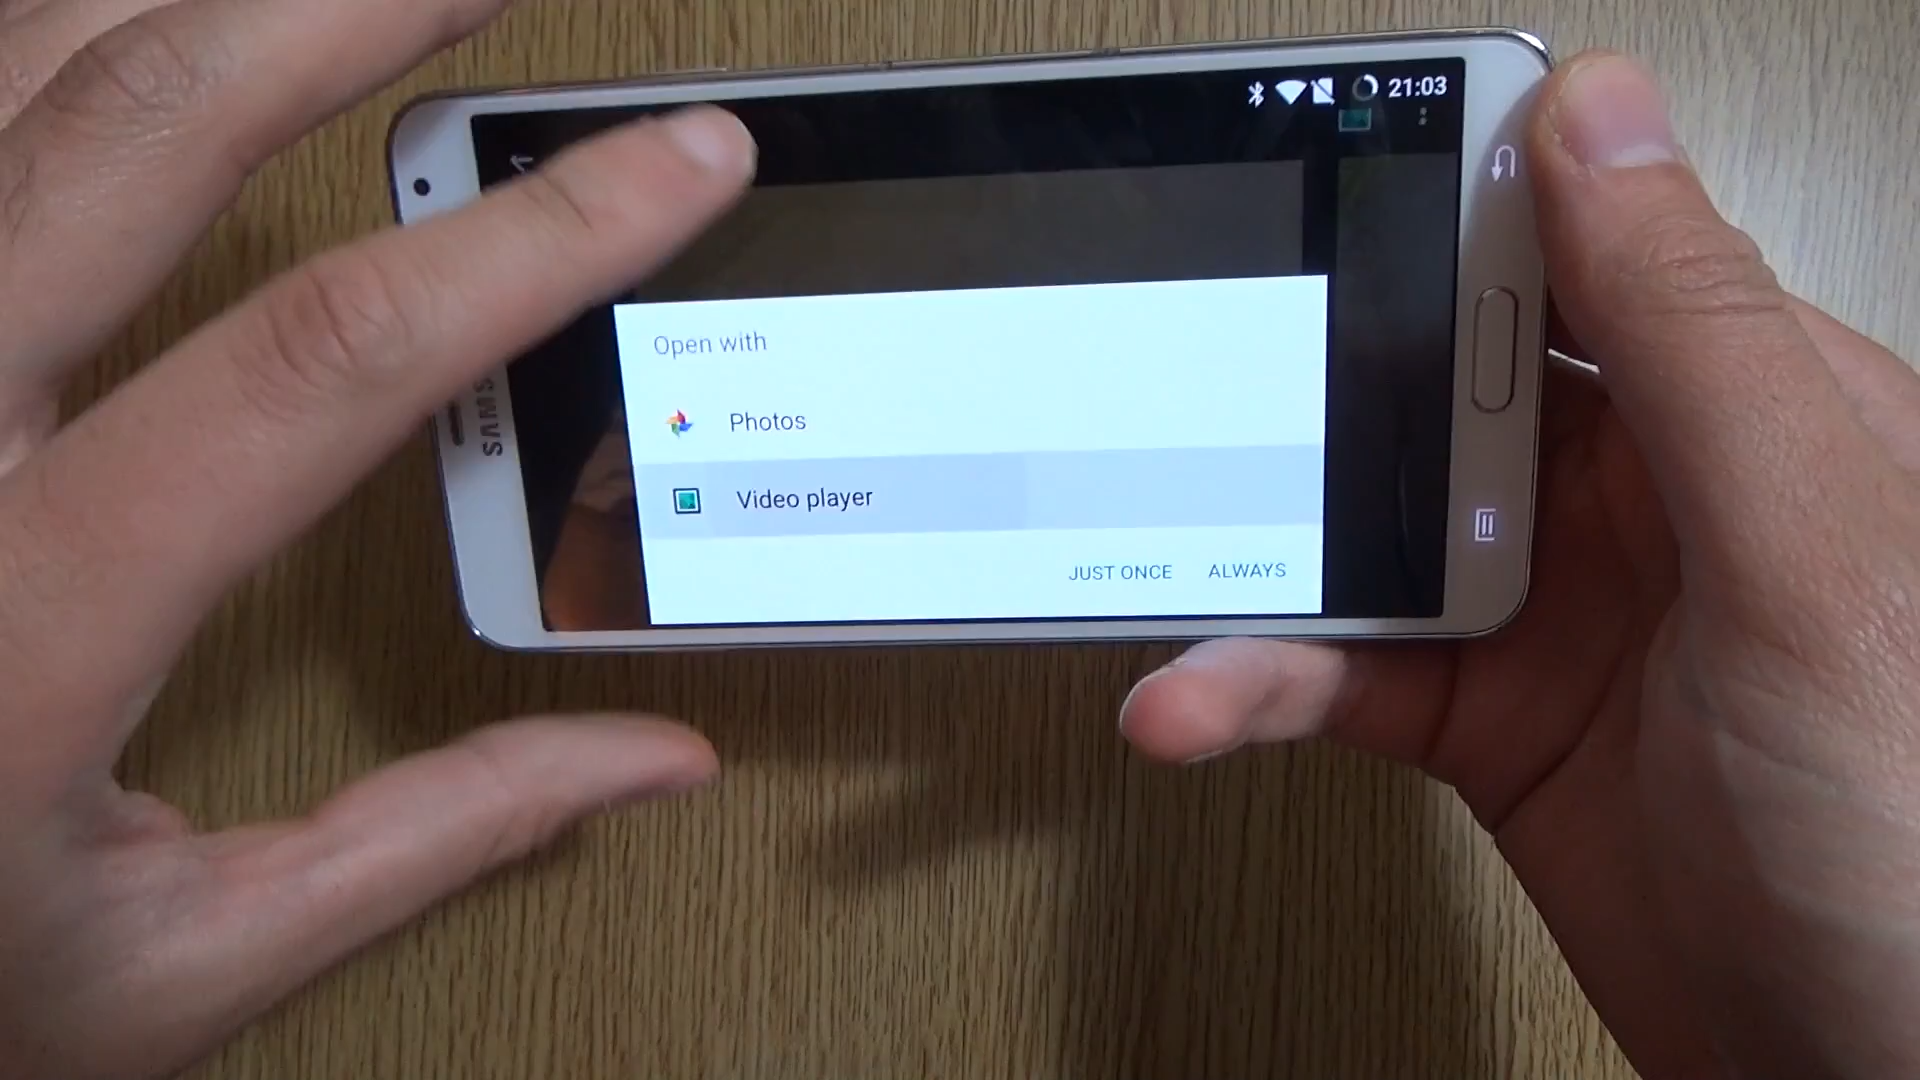 21:03
Open with
Photos
Video player
JUST ONCE ALWAYS
SAMS